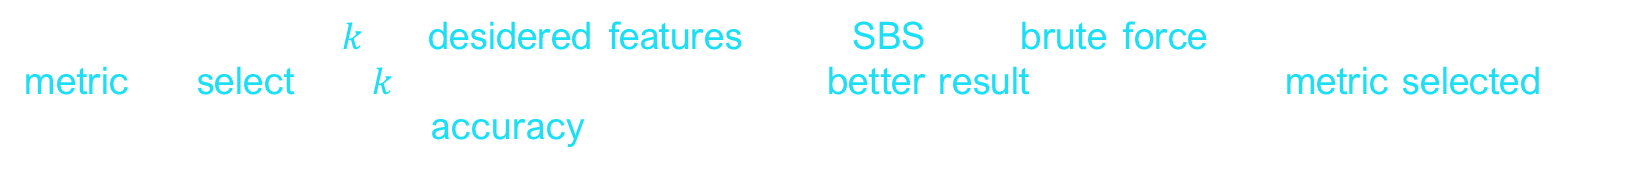 k desidered features SBS brute force
metric select k better result metric selected
accuracy